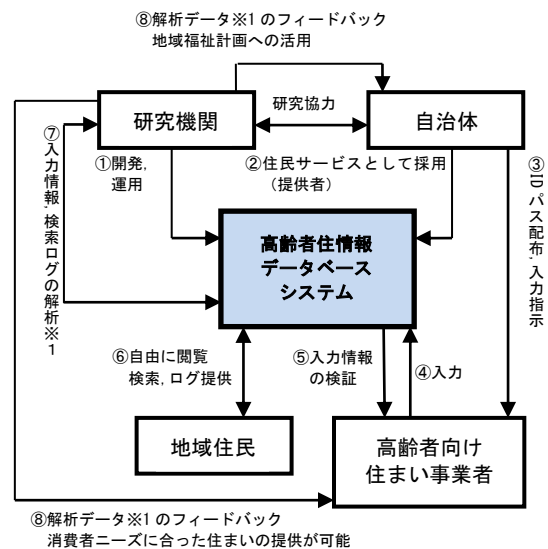 ⑧解析データ※1のフィードバック
地域福祉計画への活用
研究機関
研究協力
自治体
①開発,
運用
②住民サービスとして採用
（提供者）
③IDパス配布, 入力指示
⑦入力情報, 検索ログの解析※1
高齢者住情報
データベース
システム
⑥自由に閲覧
検索, ログ提供
⑤入力情報
の検証
④入力
地域住民
高齢者向け
住まい事業者
⑧解析データ※1のフィードバック
消費者ニーズに合った住まいの提供が可能